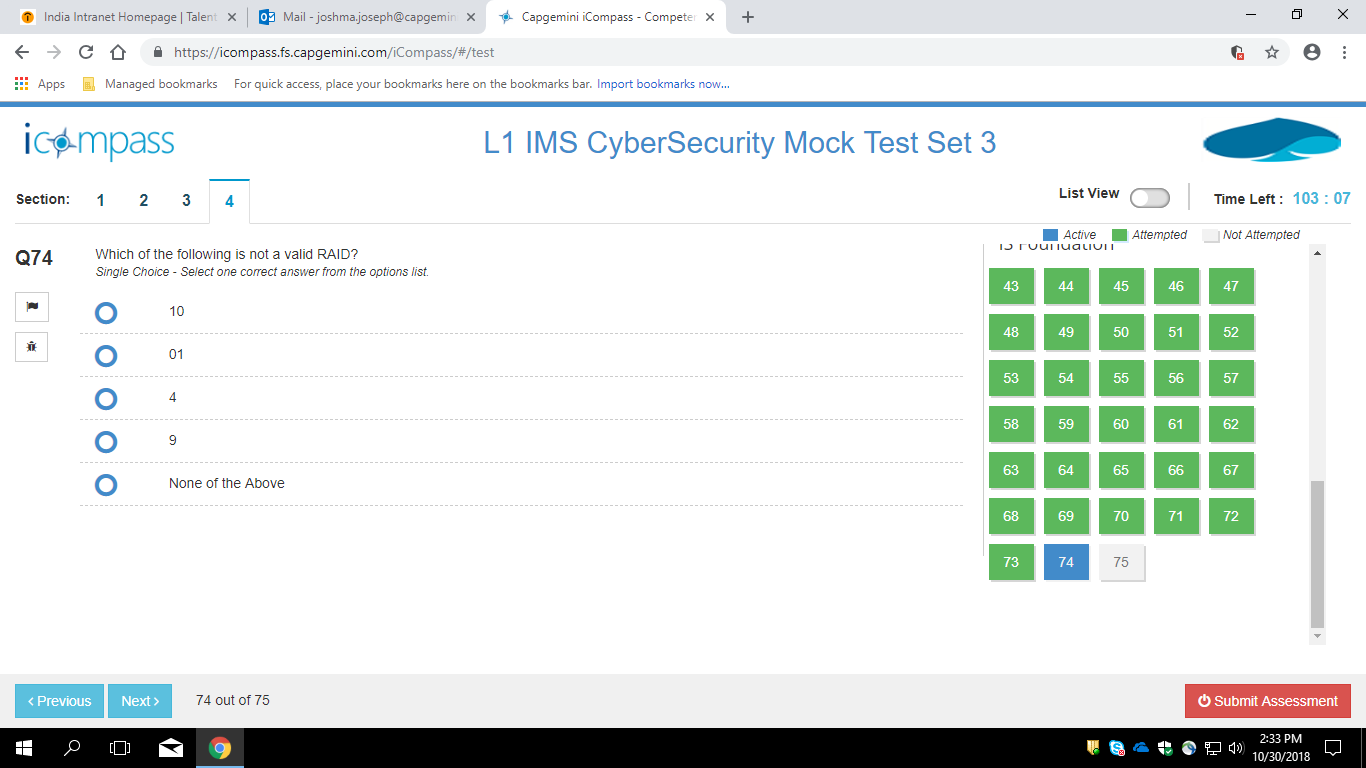 India Intranet Homepage | Talent
Mail - joshma.joseph@capgemin
Capgemini iCompass - Competen
https://icompass.fs.capgemini.com/iCompass/#/test
Apps
Managed bookmarks
For quick access, place your bookmarks here on the bookmarks bar. Import bookmarks now...
icompass
L1 IMS CyberSecurity Mock Test Set 3
Section: 1 2 3 4
List View
Time Left : 103 : 07
Active Attempted Not Attempted
IS Foundation
Q74
Which of the following is not a valid RAID?
Single Choice - Select one correct answer from the options list.
10
01
4
9
None of the Above
43 44 45 46 47
48 49 50 51 52
53 54 55 56 57
58 59 60 61 62
63 64 65 66 67
68 69 70 71 72
73 74 75
Previous
Next
74 out of 75
Submit Assessment
2:33 PM
10/30/2018